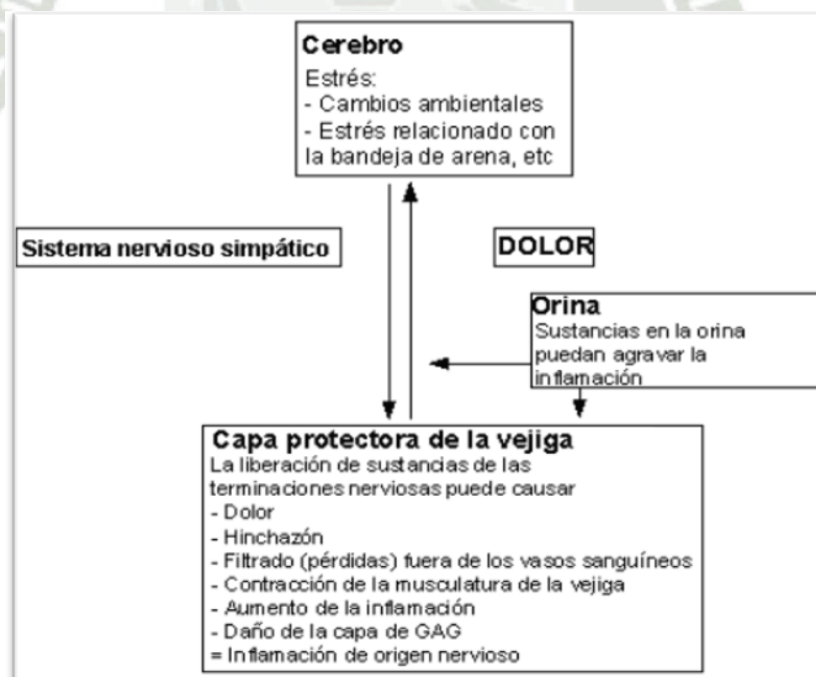 Cerebro
Estrés:
- Cambios ambientales
- Estrés relacionado con
la bandeja de arena, etc
Sistema nervioso simpático
DOLOR
Orina
Sustancias en la orina
puedan agravar la
inflamación
Capa protectora de la vejiga
La liberación de sustancias de las
terminaciones nerviosas puede causar
- Dolor
- Hinchazón
- Filtrado (pérdidas) fuera de los vasos sanguíneos
- Contracción de la musculatura de la vejiga
- Aumento de la inflamación
- Daño de la capa de GAG
= Inflamación de origen nervioso